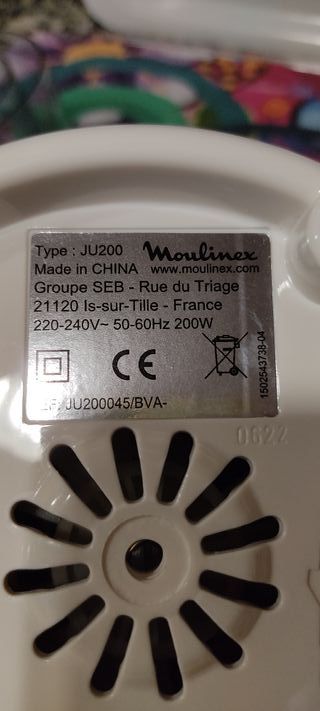 Type : JU200 Moulinex
Made in CHINA www.moulinex.com
Groupe SEB - Rue du Triage
21120 Is-sur-Tille - France
220-240V~ 50-60Hz 200W
CE
JU200045/BVA-
1502543738-04
0622